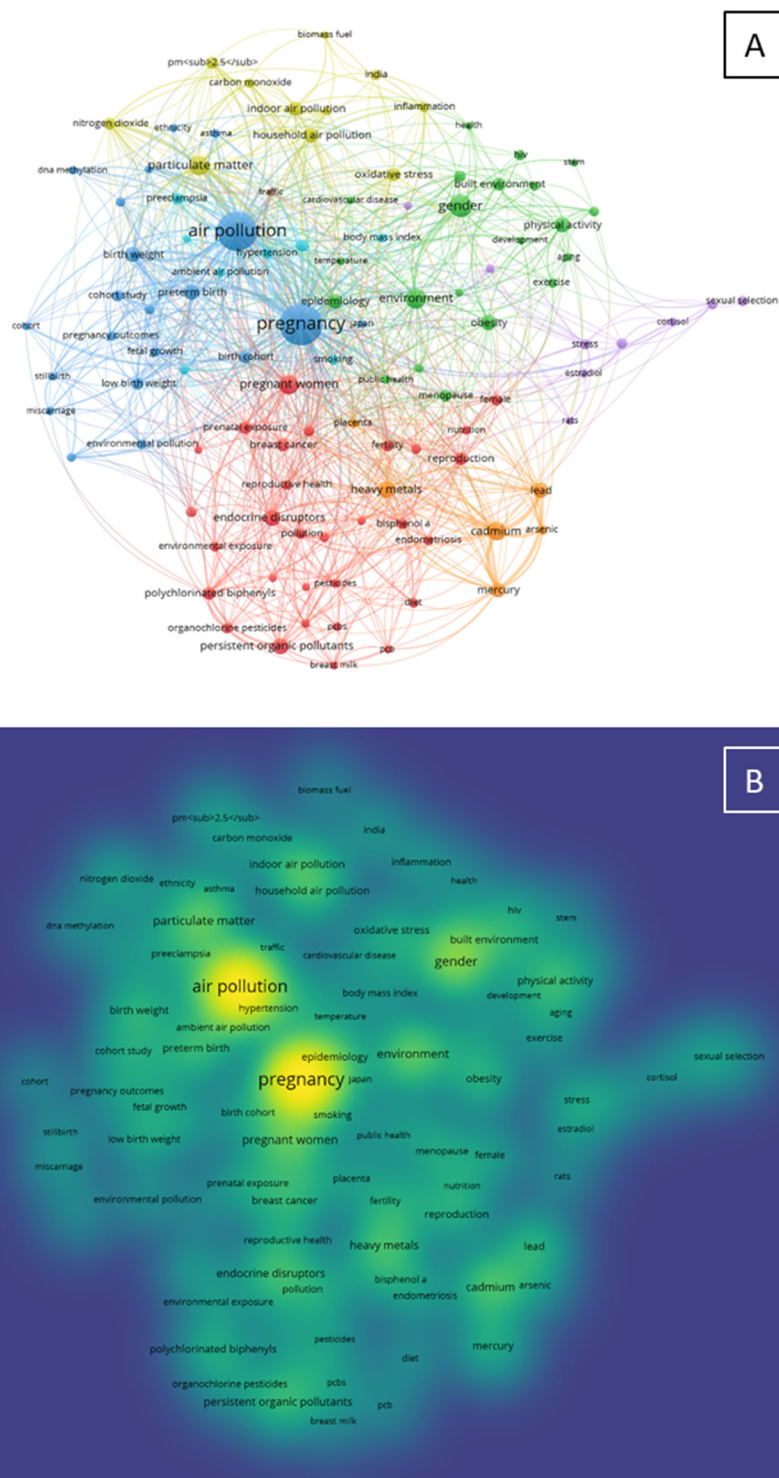 A
biomass fuel
pm<sub>2.5</sub>
india
carbon monoxide
indoor air pollution
inflammation
nitrogen dioxide
ethnicity
asthma
household air pollution
health
dna methylation
particulate matter
hiv
stem
oxidative stress
built environment
preeclampsia
traffic
cardiovascular disease
gender
air pollution
body mass index
physical activity
development
birth weight
hypertension
temperature
aging
ambient air pollution
exercise
cohort study
preterm birth
epidemiology
environment
sexual selection
cohort
pregnancy
japan
obesity
cortisol
pregnancy outcomes
fetal growth
birth cohort
smoking
stress
stillbirth
low birth weight
pregnant women
public health
estradiol
menopause
female
miscarriage
prenatal exposure
placenta
nutrition
rats
environmental pollution
breast cancer
fertility
reproduction
reproductive health
heavy metals
lead
endocrine disruptors
bisphenol a
cadmium
arsenic
pollution
endometriosis
environmental exposure
polychlorinated biphenyls
pesticides
mercury
diet
organochlorine pesticides
pcbs
persistent organic pollutants
pcb
breast milk
B
biomass fuel
pm<sub>2.5</sub>
india
carbon monoxide
indoor air pollution
inflammation
nitrogen dioxide
ethnicity
asthma
household air pollution
health
dna methylation
particulate matter
hiv
stem
oxidative stress
built environment
preeclampsia
traffic
cardiovascular disease
gender
air pollution
body mass index
physical activity
development
birth weight
hypertension
temperature
aging
ambient air pollution
exercise
cohort study
preterm birth
epidemiology
environment
sexual selection
cohort
pregnancy
japan
obesity
cortisol
pregnancy outcomes
fetal growth
birth cohort
smoking
stress
stillbirth
low birth weight
pregnant women
public health
estradiol
menopause
female
miscarriage
prenatal exposure
placenta
nutrition
rats
environmental pollution
breast cancer
fertility
reproduction
reproductive health
heavy metals
lead
endocrine disruptors
bisphenol a
cadmium
arsenic
pollution
endometriosis
environmental exposure
polychlorinated biphenyls
pesticides
mercury
diet
organochlorine pesticides
pcbs
persistent organic pollutants
pcb
breast milk